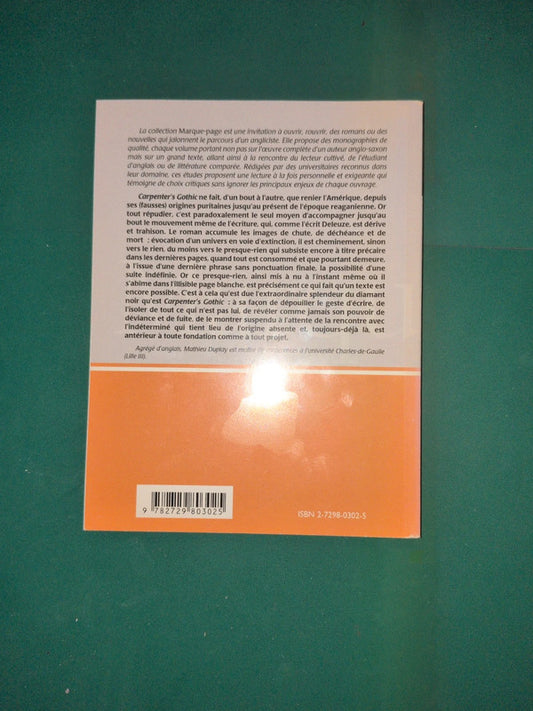 La collection Marque-page est une invitation à ouvrir, rouvrir, des romans ou des
nouvelles qui jalonnent le parcours d'un angliciste. Elle propose des monographies de
qualité, chaque volume portant non pas sur l'œuvre complète d'un auteur anglo-saxon
mais sur un grand texte, allant ainsi à la rencontre du lecteur cultivé, de l'étudiant
d'anglais ou de littérature comparée. Rédigées par des universitaires reconnus dans
leur domaine, ces études proposent une lecture à la fois personnelle et exigeante qui
témoigne de choix critiques sans ignorer les principaux enjeux de chaque ouvrage.
Carpenter's Gothic ne fait, d'un bout à l'autre, que renier l'Amérique, depuis
ses (fausses) origines puritaines jusqu'au présent de l'époque reaganienne. Or
tout répudier, c'est paradoxalement le seul moyen d'accompagner jusqu'au
bout le mouvement même de l'écriture, qui, comme l'écrit Deleuze, est dérive
et trahison. Le roman accumule les images de chute, de déchéance et de
mort : évocation d'un univers en voie d'extinction, il est cheminement, sinon
vers le rien, du moins vers le presque-rien qui subsiste encore à titre précaire
dans les dernières pages, quand tout est consommé et que pourtant demeure,
à l'issue d'une dernière phrase sans ponctuation finale, la possibilité d'une
suite indéfinie. Or ce presque-rien, ainsi mis à nu à l'instant même où il
s'abîme dans l'illisible page blanche, est précisément ce qui fait qu'un texte est
encore possible. C'est à cela qu'est due l'extraordinaire splendeur du diamant
noir qu'est Carpenter's Gothic : à sa façon de dépouiller le geste d'écrire, de
l'isoler de tout ce qui n'est pas lui, de révéler comme jamais son pouvoir de
déviance et de fuite, de le montrer suspendu à l'attente de la rencontre avec
l'indéterminé qui tient lieu de l'origine absente et, toujours-déjà là, est
antérieur à toute fondation comme à tout projet.
Agrégé d'anglais, Mathieu Duplay est maître de conférences à l'université Charles-de-Gaulle
(Lille III).
9 782729 803025
ISBN 2-7298-0302-5